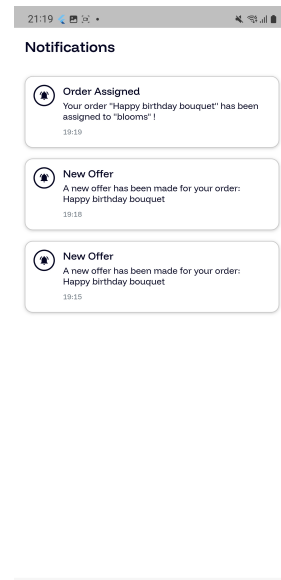 21:19
Notifications
Order Assigned
Your order "Happy birthday bouquet" has been
assigned to "blooms" !
19:19
New Offer
A new offer has been made for your order:
Happy birthday bouquet
19:18
New Offer
A new offer has been made for your order:
Happy birthday bouquet
19:15